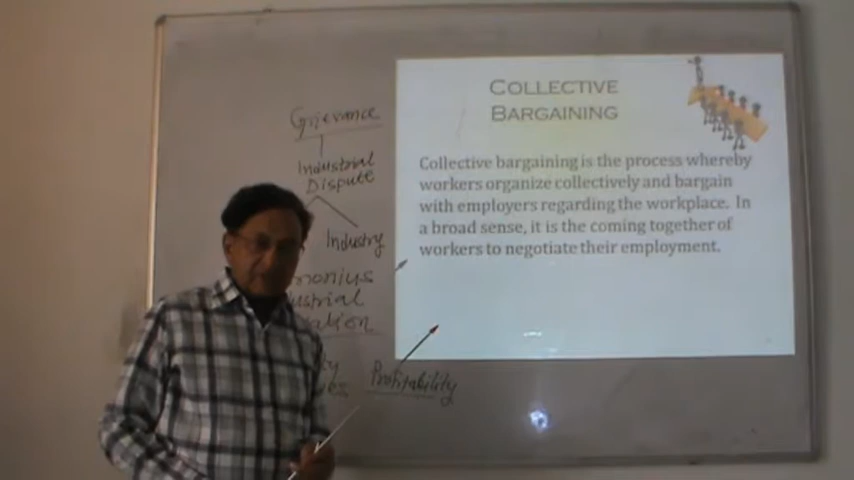 Grievance
Industrial
Dispute
Industry
Profitability
COLLECTIVE
BARGAINING
Collective bargaining is the process whereby
workers organize collectively and bargain
with employers regarding the workplace. In
a broad sense, it is the coming together of
workers to negotiate their employment.